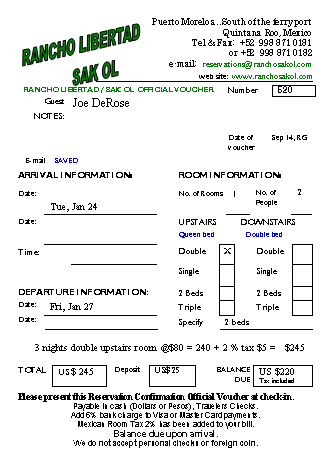 RANCHO LIBERTAD
SAK OL
Puerto Morelos...South of the ferry port
Quintana Roo, Mexico
Tel & Fax: +52 998 871 0181
or +52 998 871 0182
e-mail: reservations@ranchosakol.com
web site: www.ranchosakol.com
RANCHO LIBERTAD / SAK OL OFFICIAL VOUCHER Number 520
Guest Joe DeRose
NOTES:
Date of voucher Sep 14, RG
E-mail SAVED
ARRIVAL INFORMATION: ROOM INFORMATION:
Date: Tue, Jan 24 No. of Rooms 1 No. of People 2
Date: UPSTAIRS DOWNSTAIRS
Queen bed Double bed
Time: Double X Double
Single Single
DEPARTURE INFORMATION: 2 Beds 2 Beds
Date: Fri, Jan 27 Triple Triple
Date: Specify 2 beds
3 nights double upstairs room @$80 = 240 + 2 % tax $5 = $245
TOTAL US$ 245 Deposit US$25 BALANCE DUE US $220 Tax included
Please present this Reservation Confirmation Official Voucher at check-in.
Payable in cash (Dollars or Pesos), Travelers Checks.
Add 6% bank charge to Visa or Master Card payments.
Mexican Room Tax 2% has been added to your bill.
Balance due upon arrival.
We do not accept personal checks or foreign coin.